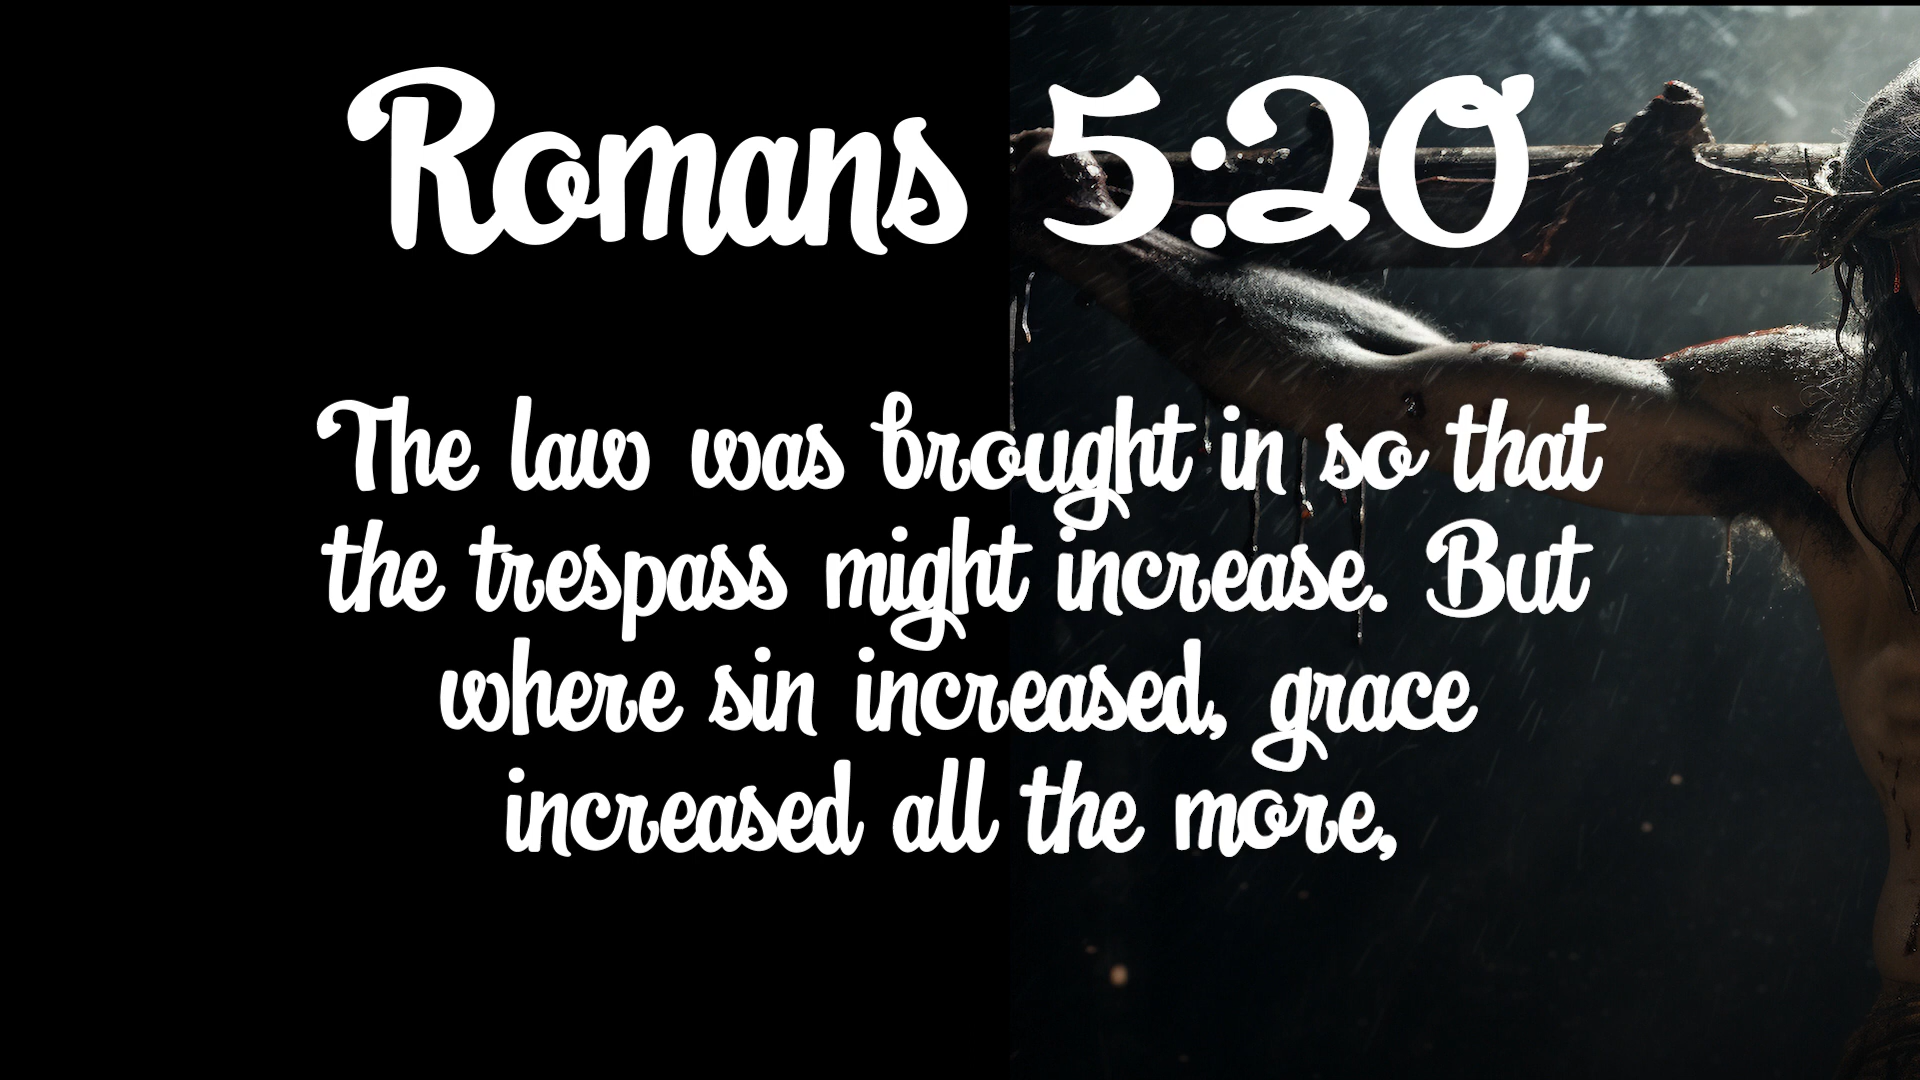 Romans 5:20
The law was brought in so that
the trespass might increase. But
where sin increased, grace
increased all the more,